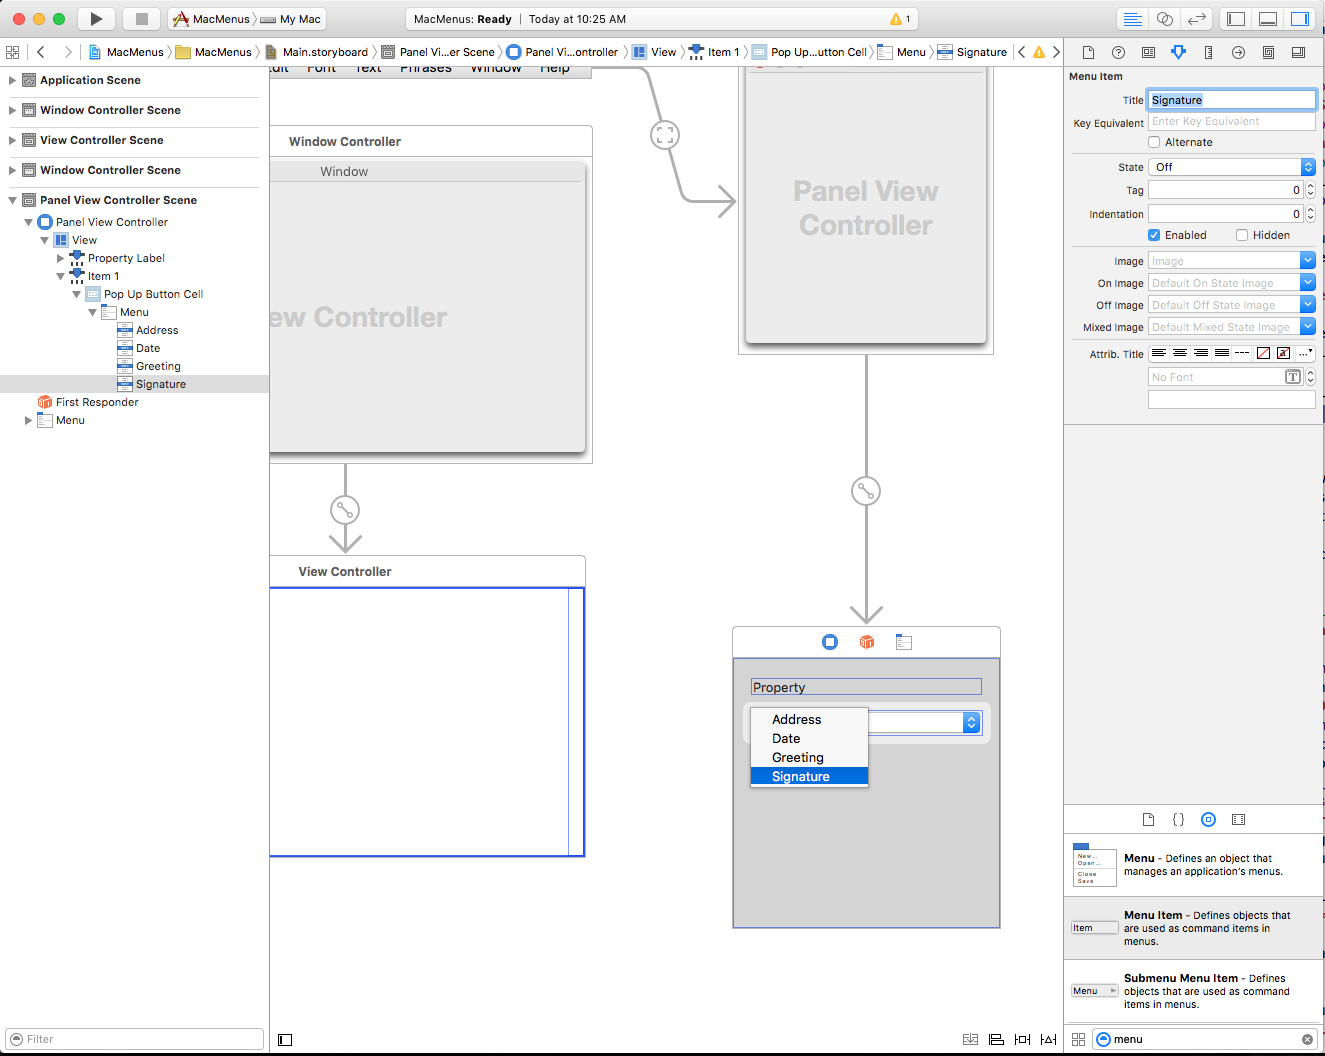 MacMenus My Mac MacMenus: Ready | Today at 10:25 AM 1
MacMenus MacMenus Main.storyboard Panel Vi...er Scene Panel Vi...ontroller View Item 1 Pop Up...utton Cell Menu Signature
Application Scene
Window Controller Scene
View Controller Scene
Window Controller Scene
Panel View Controller Scene
Panel View Controller
View
Property Label
Item 1
Pop Up Button Cell
Menu
Address
Date
Greeting
Signature
First Responder
Menu
Filter
Font Text Phrases Window Help
Window Controller
Window
ew Controller
View Controller
Panel View
Controller
Property
Address
Date
Greeting
Signature
Menu Item
Title Signature
Key Equivalent Enter Key Equivalent
Alternate
State Off
Tag 0
Indentation 0
Enabled Hidden
Image Image
On Image Default On State Image
Off Image Default Off State Image
Mixed Image Default Mixed State Image
Attrib. Title
No Font T
New...
Open...
Close
Save
Menu - Defines an object that
manages an application's menus.
Item
Menu Item - Defines objects that
are used as command items in
menus.
Menu
Submenu Menu Item - Defines
objects that are used as command
items in menus.
menu